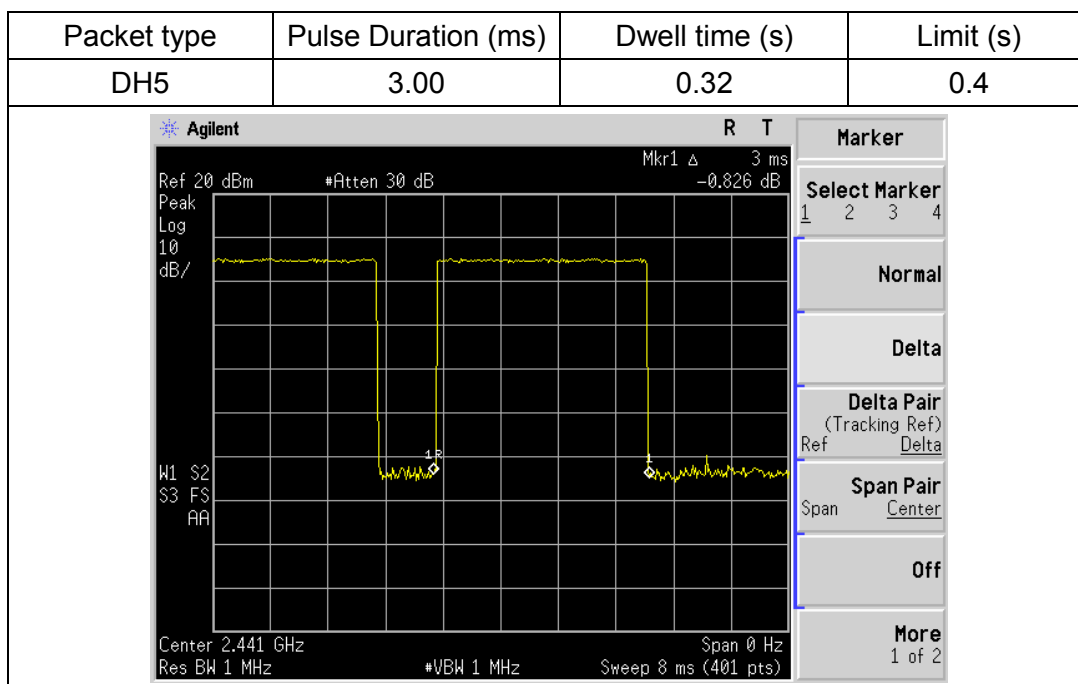 Packet type Pulse Duration (ms) Dwell time (s) Limit (s)
DH5 3.00 0.32 0.4
Agilent R T
Mkr1 Δ 3 ms
Ref 20 dBm #Atten 30 dB -0.826 dB
Peak
Log
10
dB/
1R 1
W1 S2
S3 FS
AA
Center 2.441 GHz Span 0 Hz
Res BW 1 MHz #VBW 1 MHz Sweep 8 ms (401 pts)
Marker
Select Marker
1 2 3 4
Normal
Delta
Delta Pair
(Tracking Ref)
Ref Delta
Span Pair
Span Center
Off
More
1 of 2